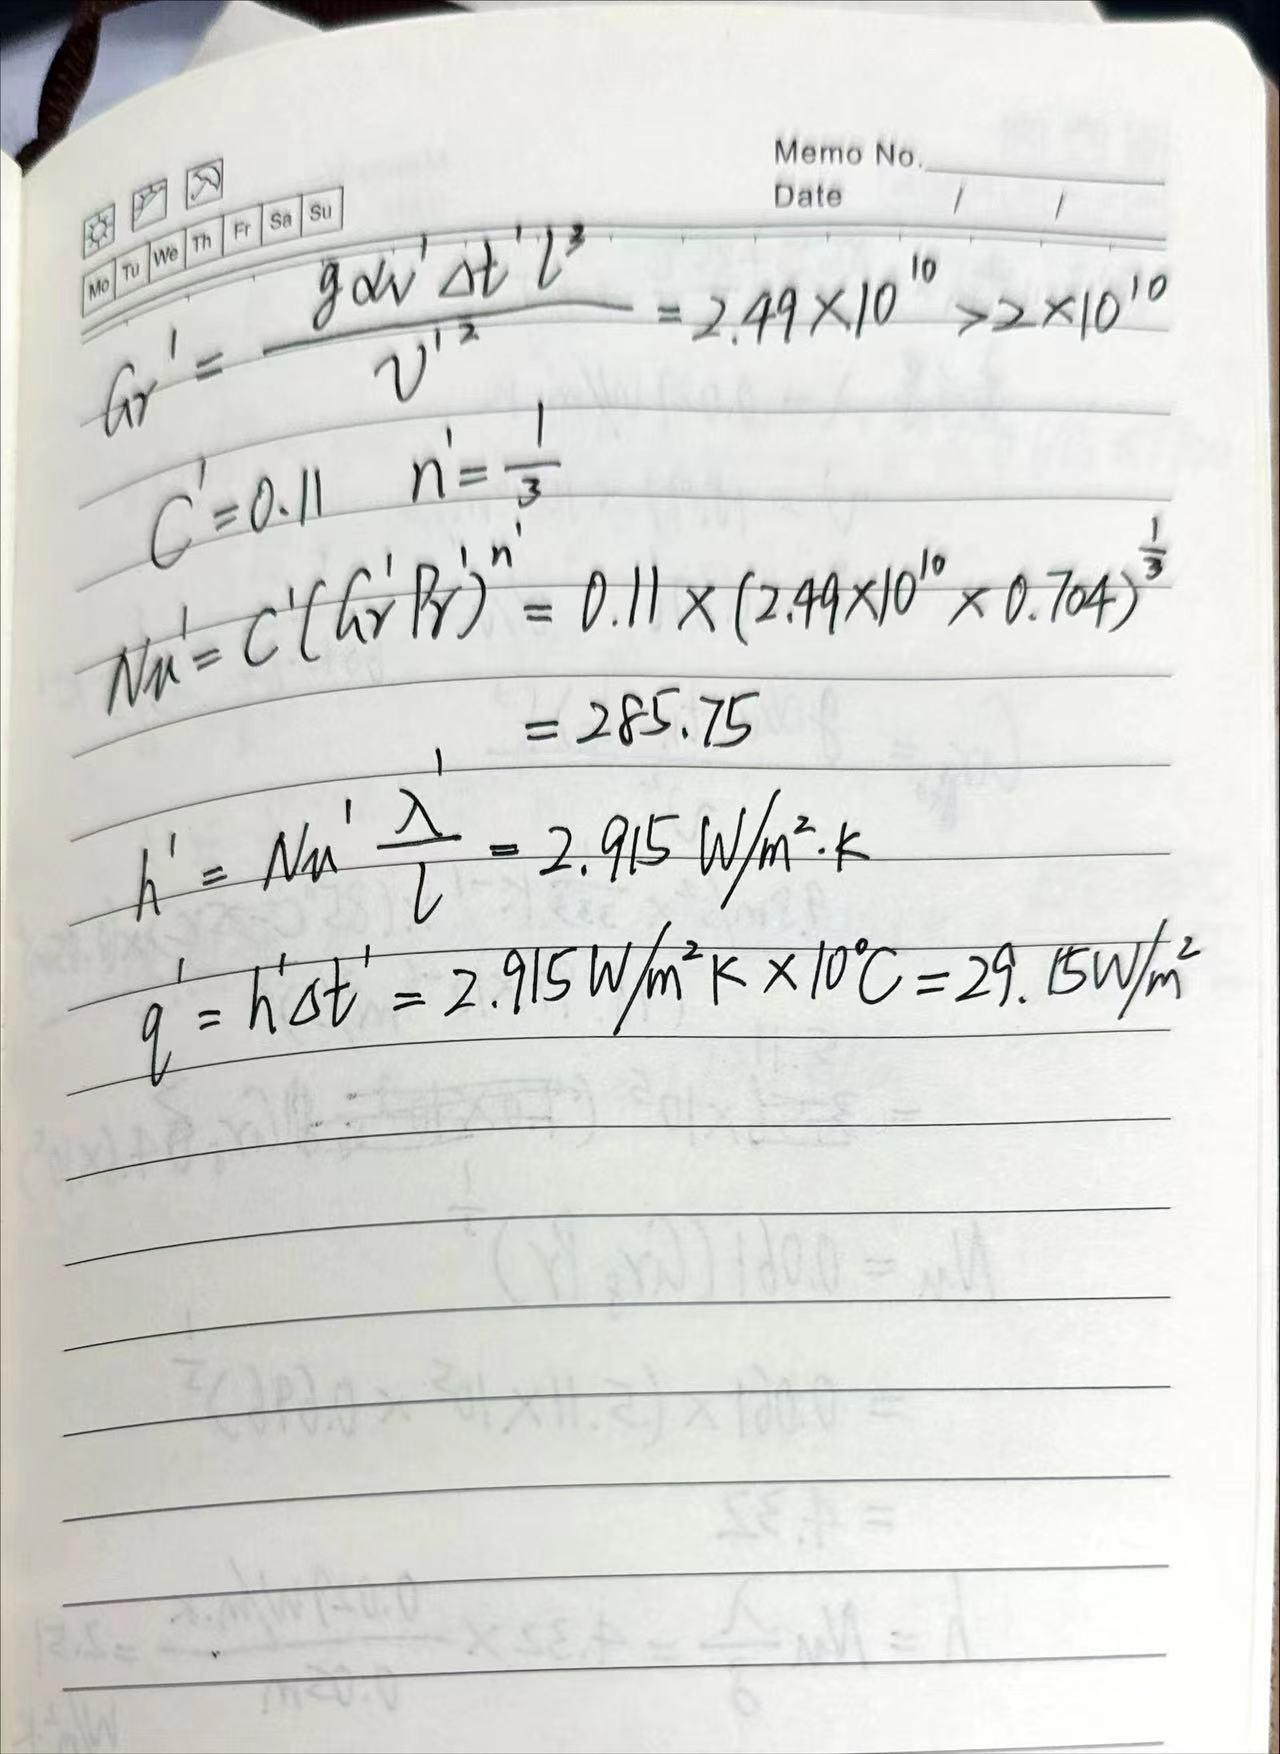 Memo No.
Date / /
Mo Tu We Th Fr Sa Su
Gr' = gαv'Δt'l³ / ν'² = 2.49×10¹⁰ > 2×10¹⁰
C' = 0.11 n' = 1/3
Nu' = C'(Gr'Pr')ⁿ' = 0.11 × (2.49×10¹⁰ × 0.704)^(1/3)
= 285.75
h' = Nu' λ'/l = 2.915 W/m²·K
q' = h'Δt' = 2.915 W/m²K × 10°C = 29.15 W/m²